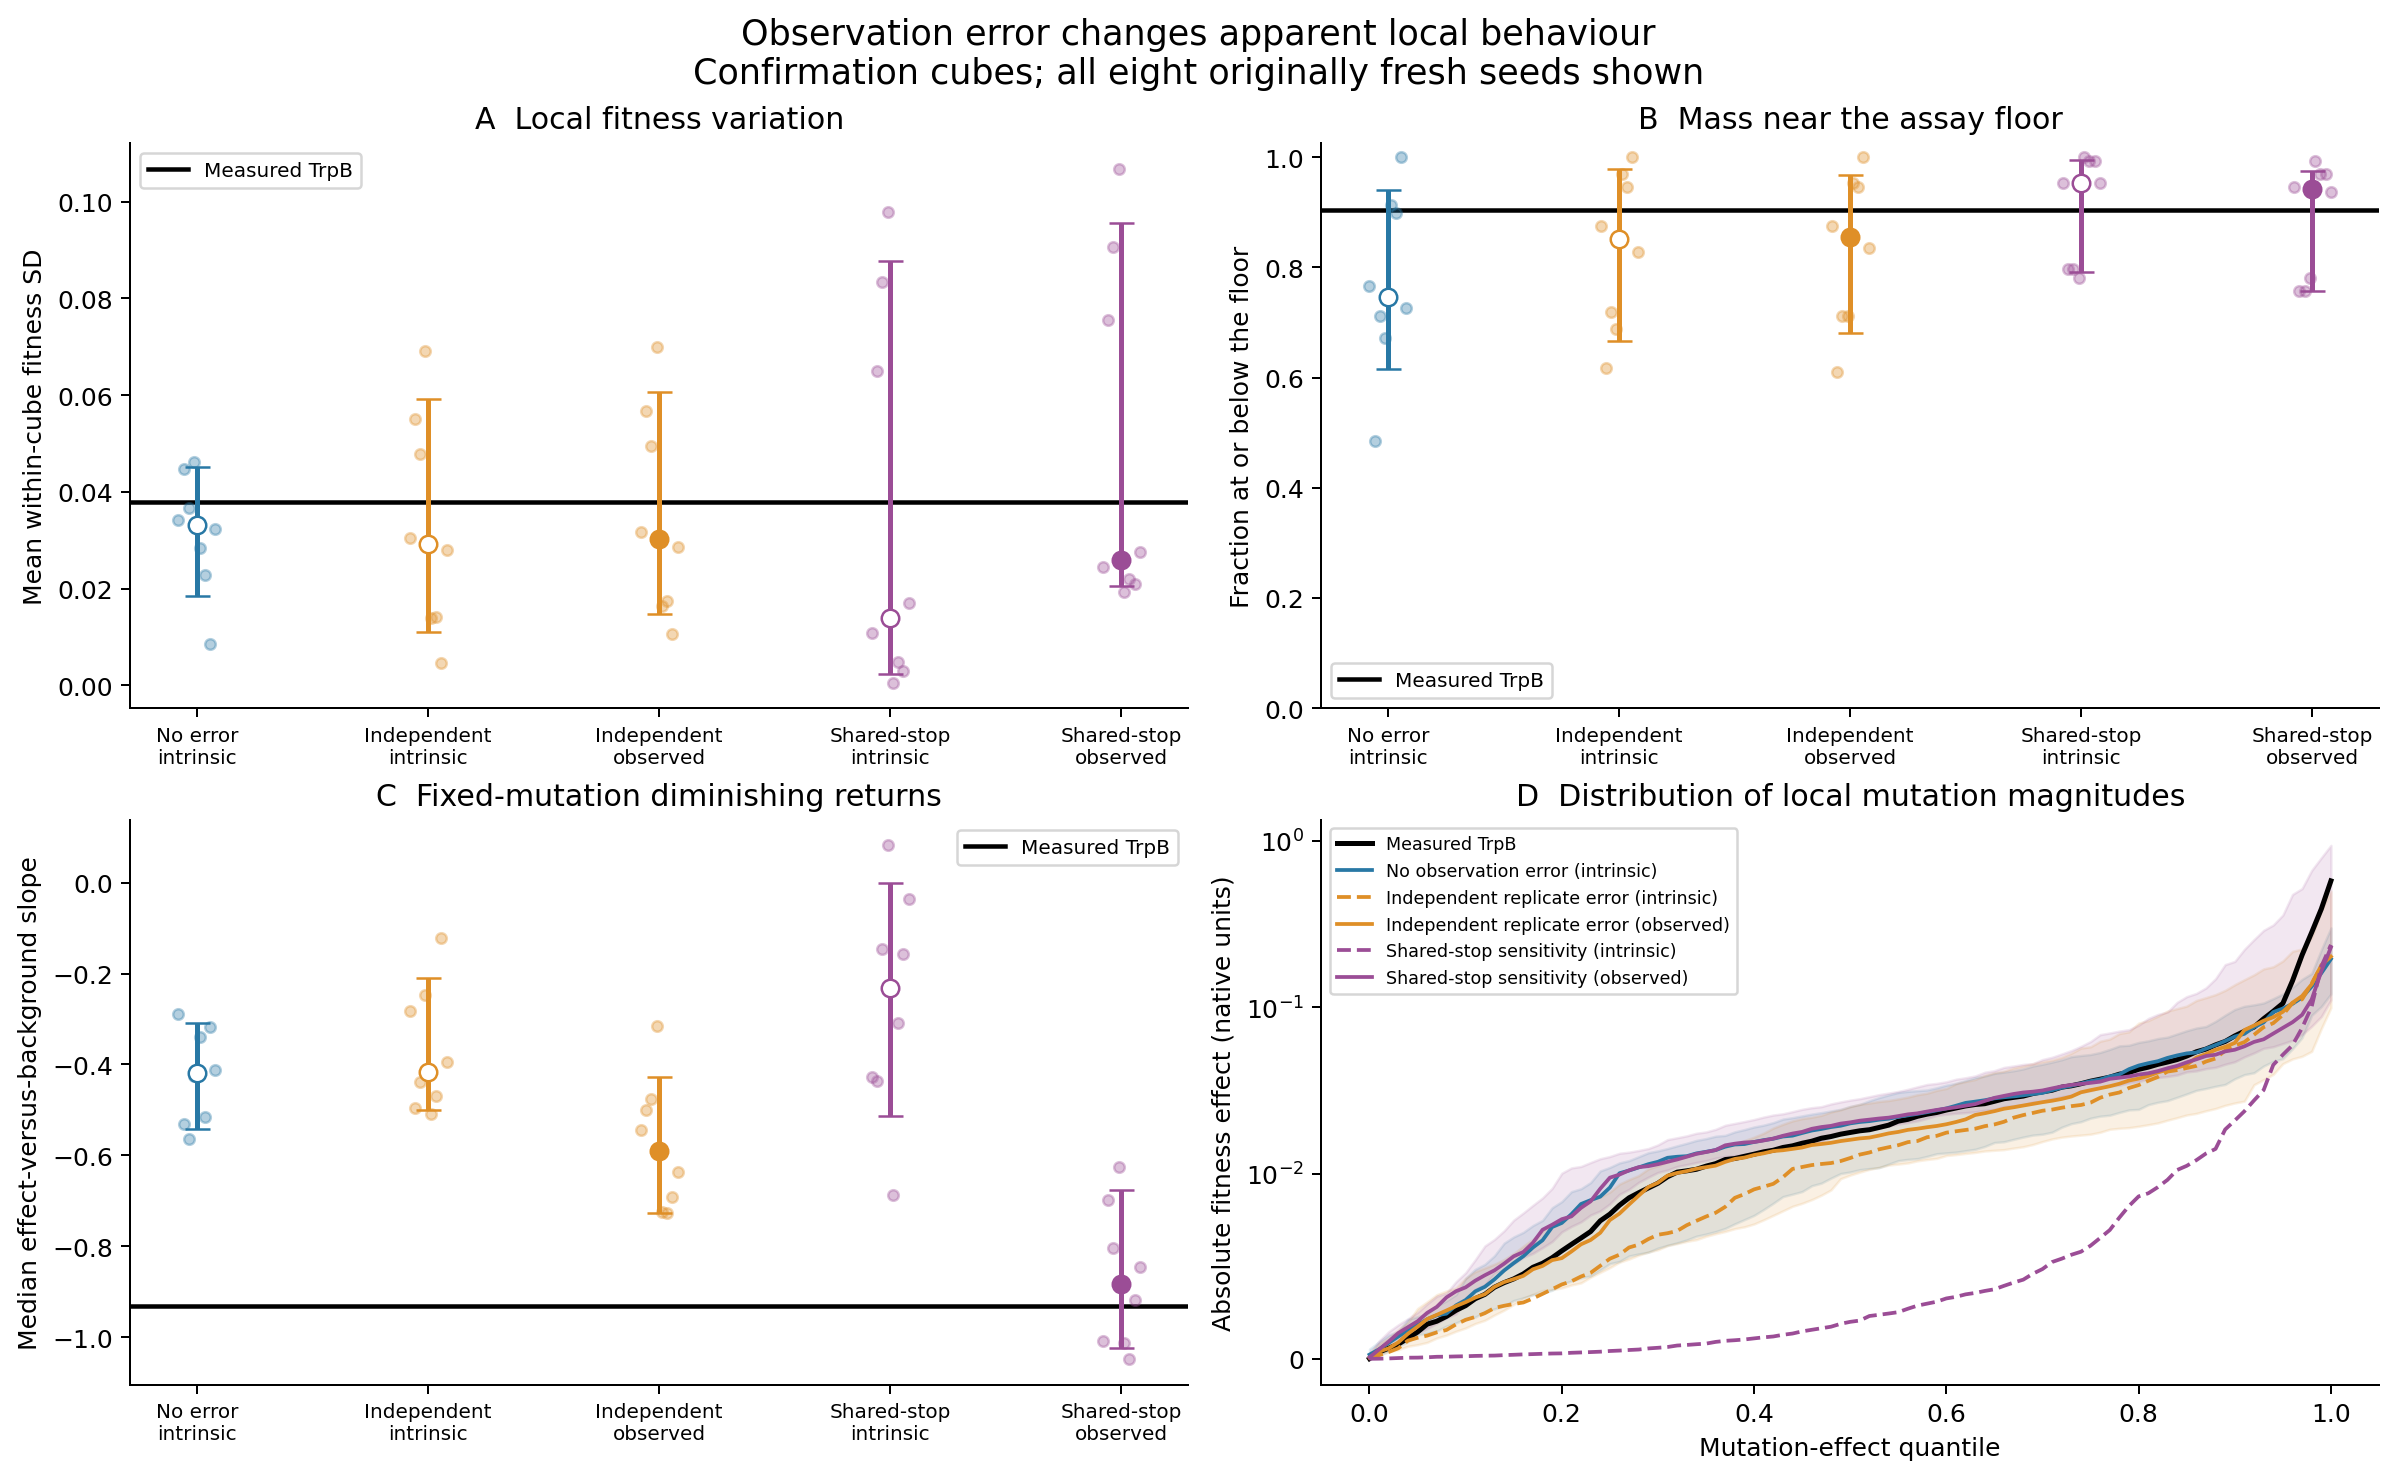 Observation error changes apparent local behaviour
Confirmation cubes; all eight originally fresh seeds shown
A  Local fitness variation
Measured TrpB
Mean within-cube fitness SD
0.10
0.08
0.06
0.04
0.02
0.00
No error
intrinsic
Independent
intrinsic
Independent
observed
Shared-stop
intrinsic
Shared-stop
observed
B  Mass near the assay floor
Fraction at or below the floor
1.0
0.8
0.6
0.4
0.2
0.0
Measured TrpB
No error
intrinsic
Independent
intrinsic
Independent
observed
Shared-stop
intrinsic
Shared-stop
observed
C  Fixed-mutation diminishing returns
Measured TrpB
Median effect-versus-background slope
0.0
−0.2
−0.4
−0.6
−0.8
−1.0
No error
intrinsic
Independent
intrinsic
Independent
observed
Shared-stop
intrinsic
Shared-stop
observed
D  Distribution of local mutation magnitudes
Measured TrpB
No observation error (intrinsic)
Independent replicate error (intrinsic)
Independent replicate error (observed)
Shared-stop sensitivity (intrinsic)
Shared-stop sensitivity (observed)
Absolute fitness effect (native units)
10⁰
10⁻¹
10⁻²
0
0.0
0.2
0.4
0.6
0.8
1.0
Mutation-effect quantile